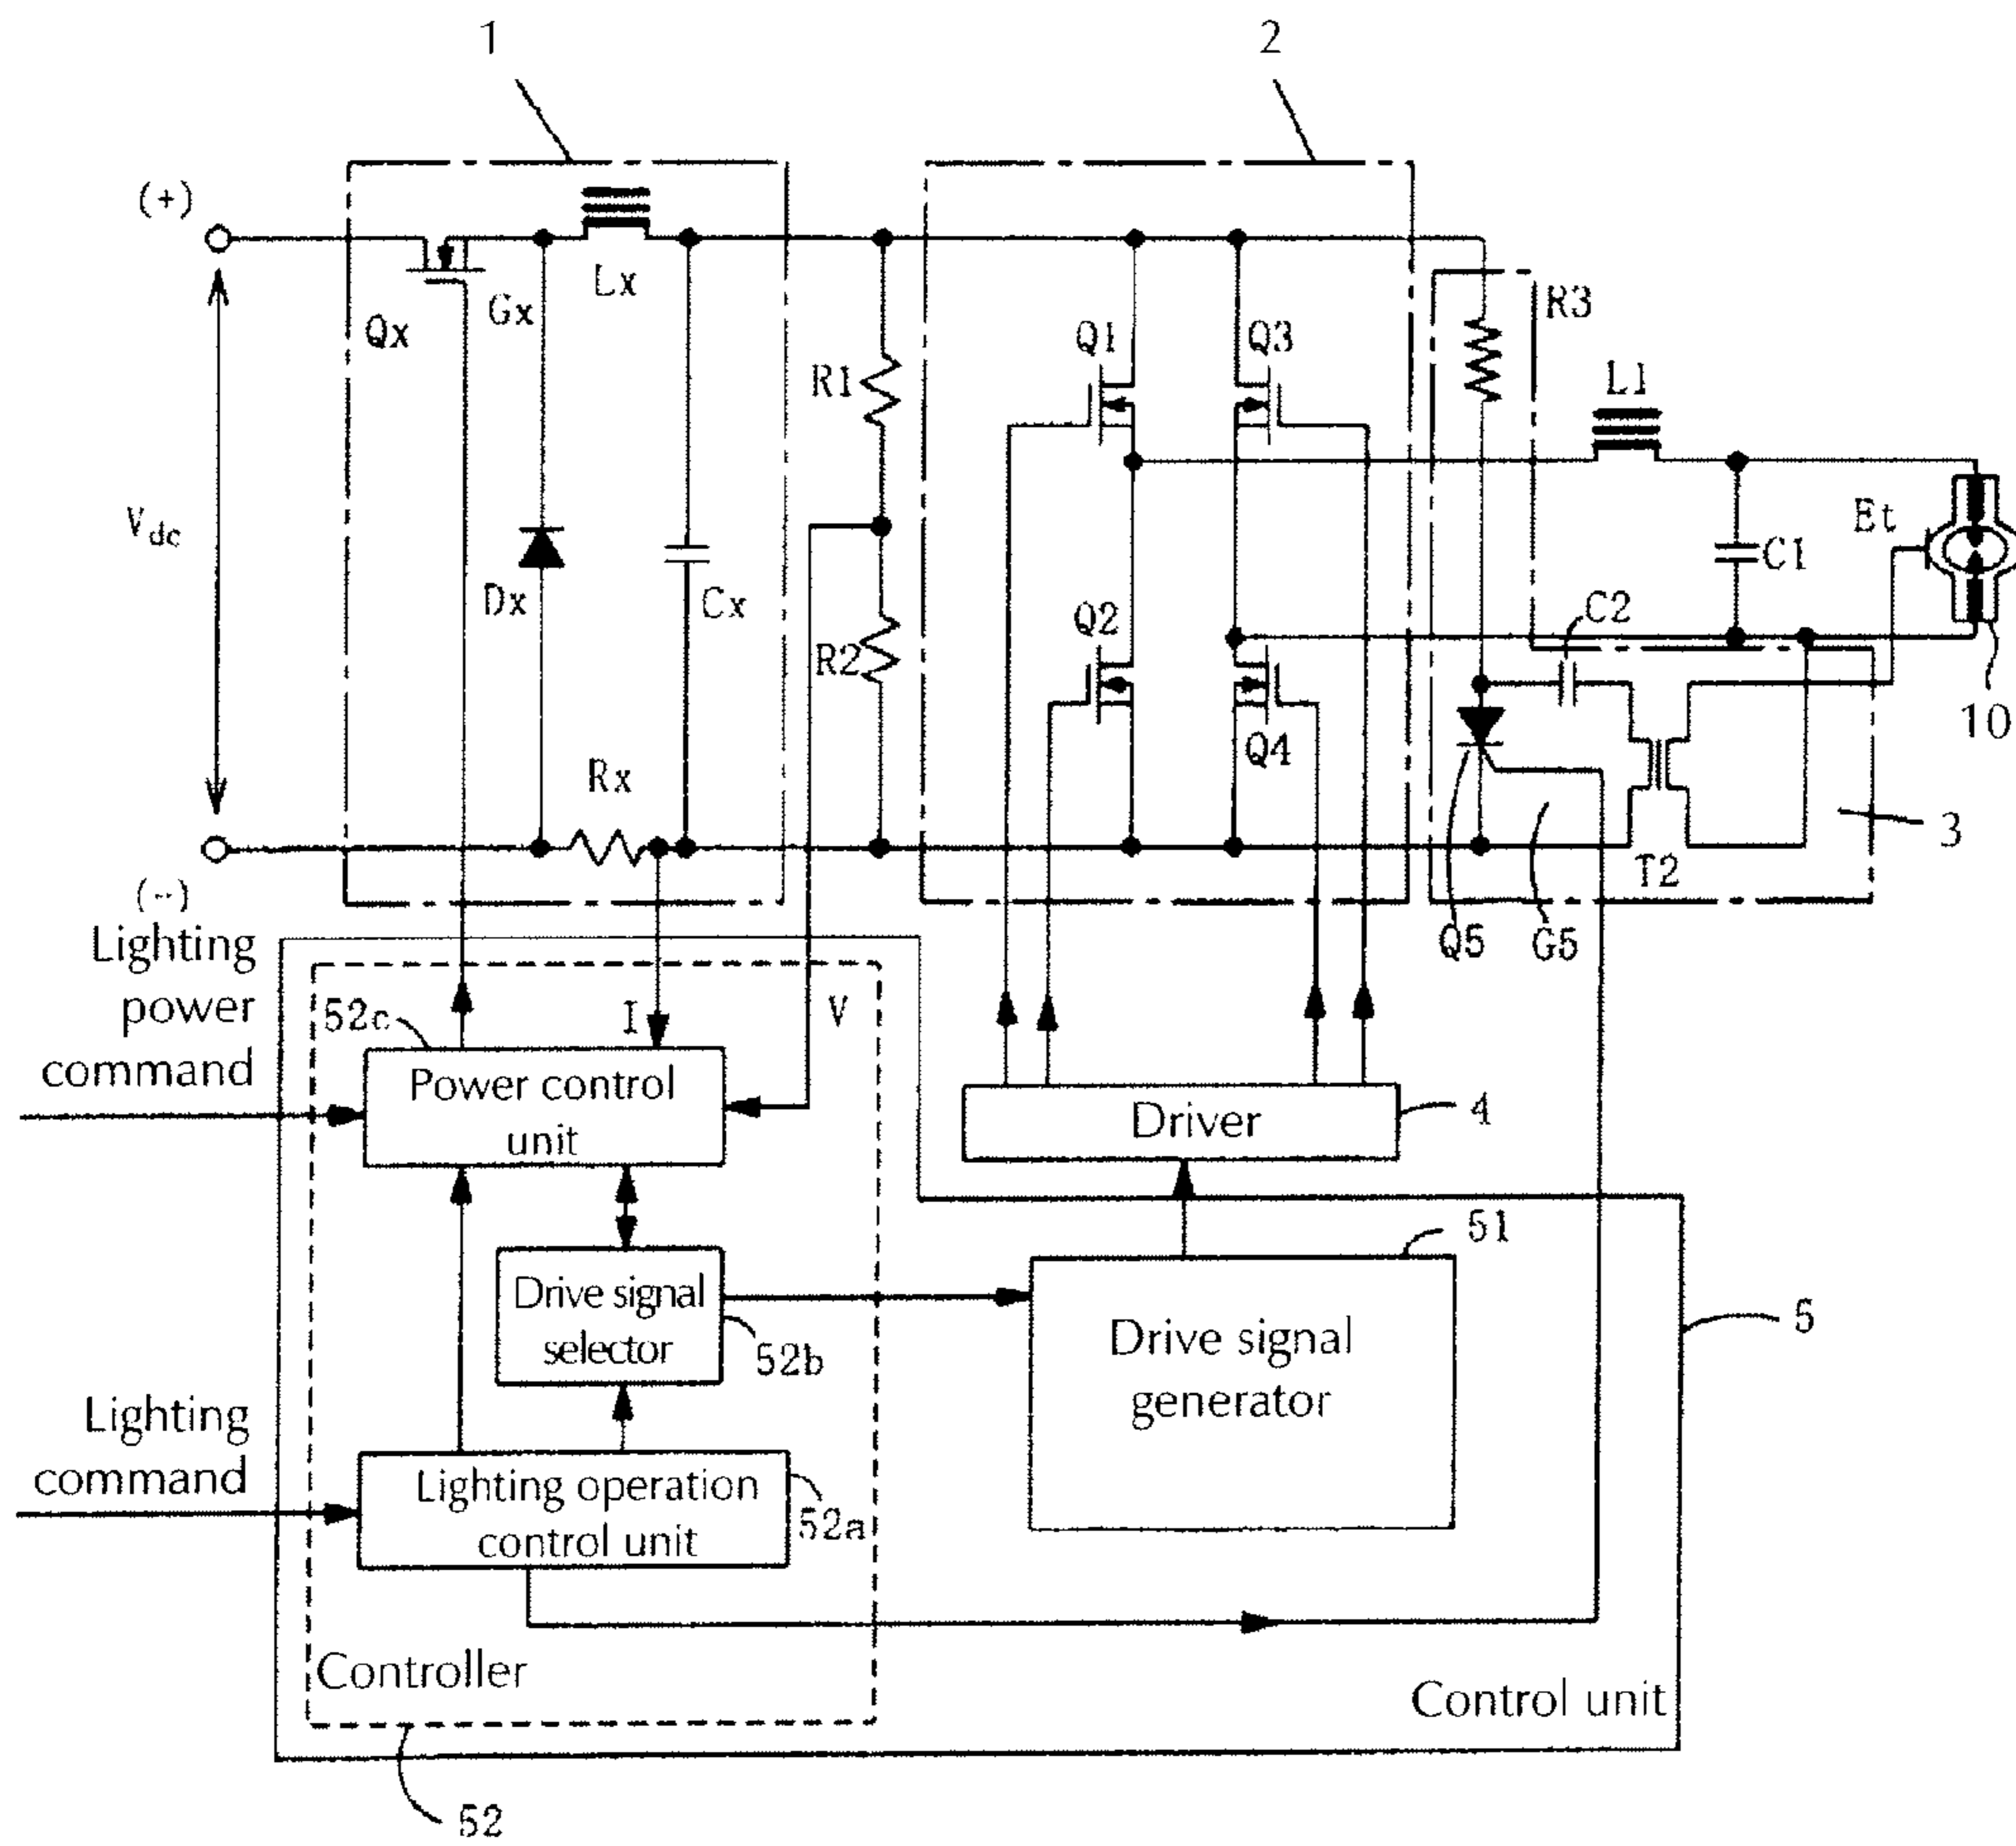 1
2
(+)
Lx
Gx
Qx
R3
Q1
Q3
R1
L1
Vdc
Et
C1
Dx
Cx
C2
Q2
R2
10
Q4
Rx
3
T2
(-)
Q5
G5
Lighting
power
command
52c
I
V
Power control
unit
Driver
4
51
Drive signal
selector
52b
Drive signal
generator
5
Lighting
command
Lighting operation
control unit
52a
Controller
Control unit
52